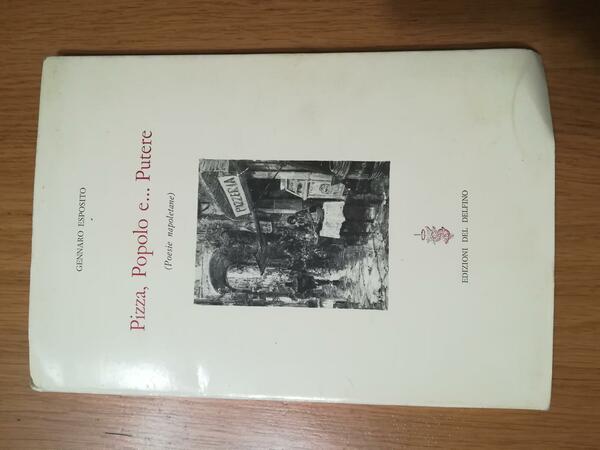 GENNARO ESPOSITO
Pizza, Popolo e... Putere
(Poesie napoletane)
PIZZERIA
EDIZIONI DEL DELFINO